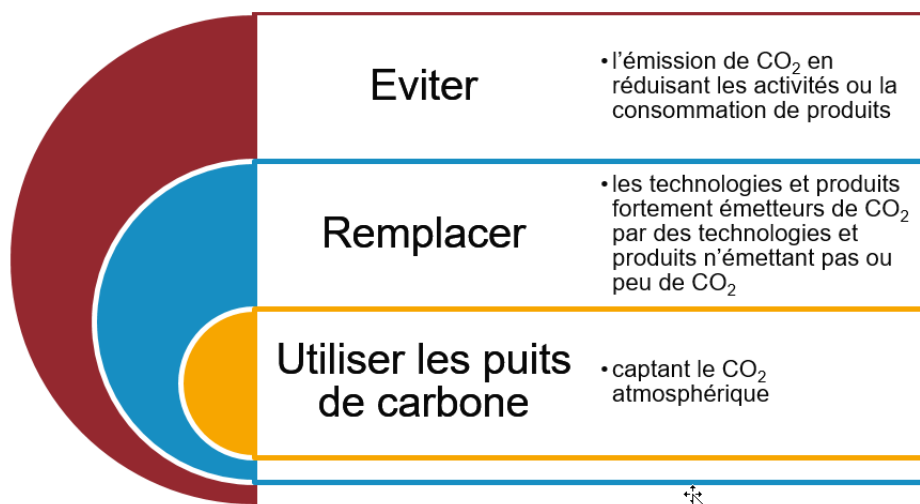 Eviter
• l’émission de CO₂ en
réduisant les activités ou la
consommation de produits
Remplacer
• les technologies et produits
fortement émetteurs de CO₂
par des technologies et
produits n’émettant pas ou
peu de CO₂
Utiliser les puits
de carbone
• captant le CO₂
atmosphérique